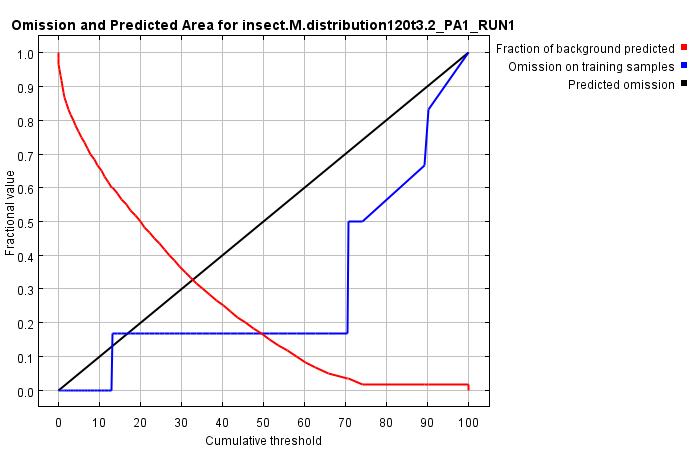 Omission and Predicted Area for insect.M.distribution120t3.2_PA1_RUN1
Fraction of background predicted
Omission on training samples
Predicted omission
Fractional value
1.0
0.9
0.8
0.7
0.6
0.5
0.4
0.3
0.2
0.1
0.0
0 10 20 30 40 50 60 70 80 90 100
Cumulative threshold